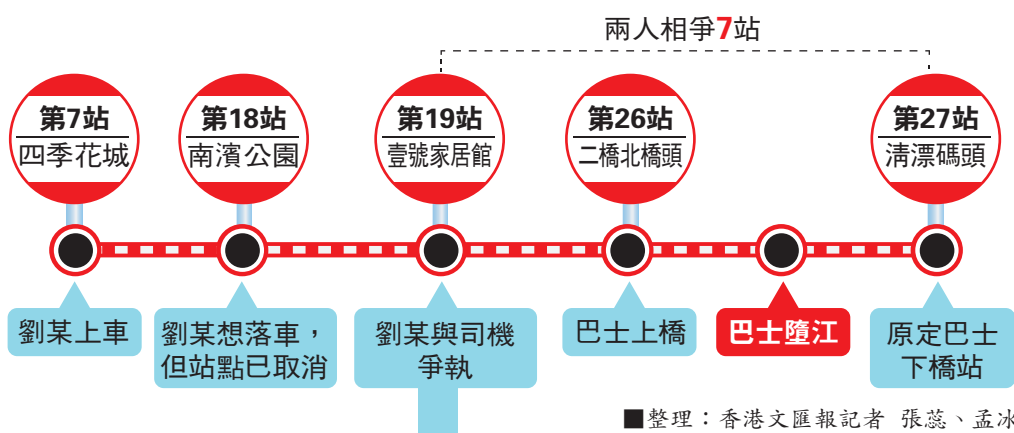 兩人相爭7站
第7站
四季花城
第18站
南濱公園
第19站
壹號家居館
第26站
二橋北橋頭
第27站
清漂碼頭
劉某上車
劉某想落車，
但站點已取消
劉某與司機
爭執
巴士上橋
巴士墮江
原定巴士
下橋站
■整理：香港文匯報記者 張蕊、孟冰